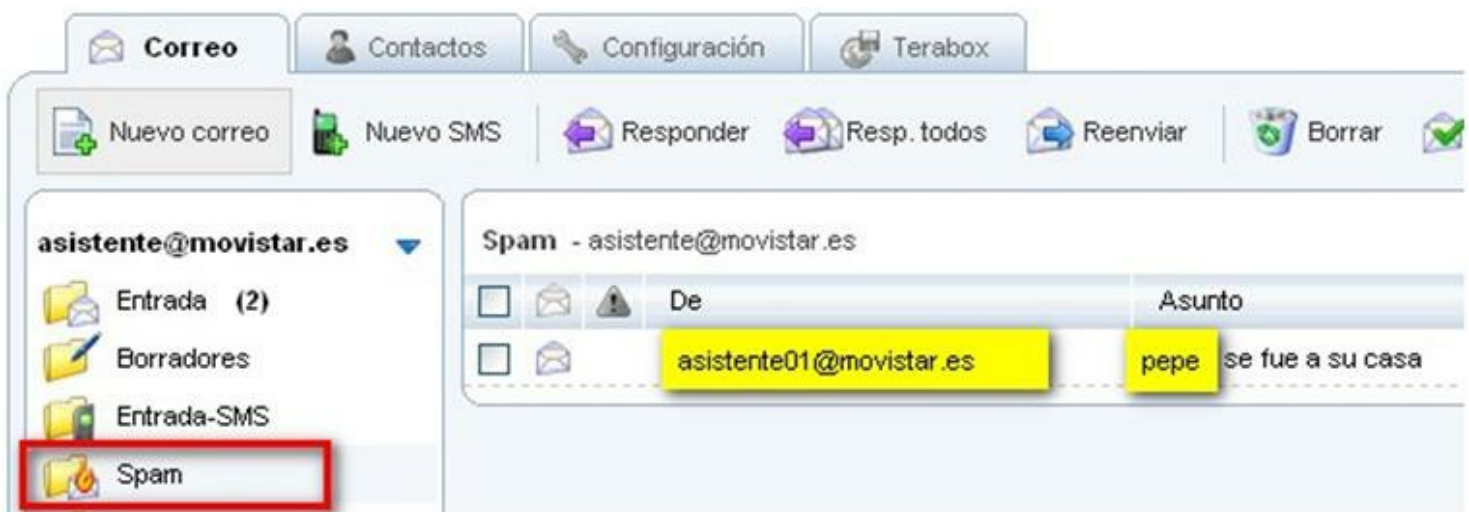 Correo Contactos Configuración Terabox
Nuevo correo Nuevo SMS Responder Resp. todos Reenviar Borrar
asistente@movistar.es
Entrada (2)
Borradores
Entrada-SMS
Spam
Spam - asistente@movistar.es
De Asunto
asistente01@movistar.es pepe se fue a su casa